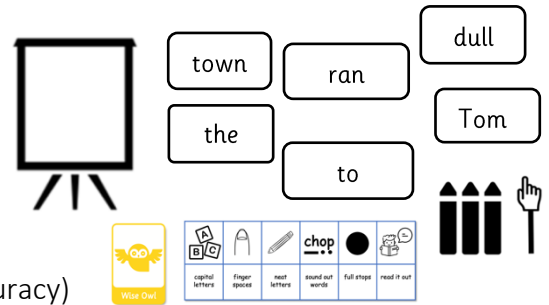 dull
town
ran
Tom
the
to
A
B C
chop
capital letters
finger spaces
neat letters
sound out words
full stops
read it out
Wise Owl
uracy)